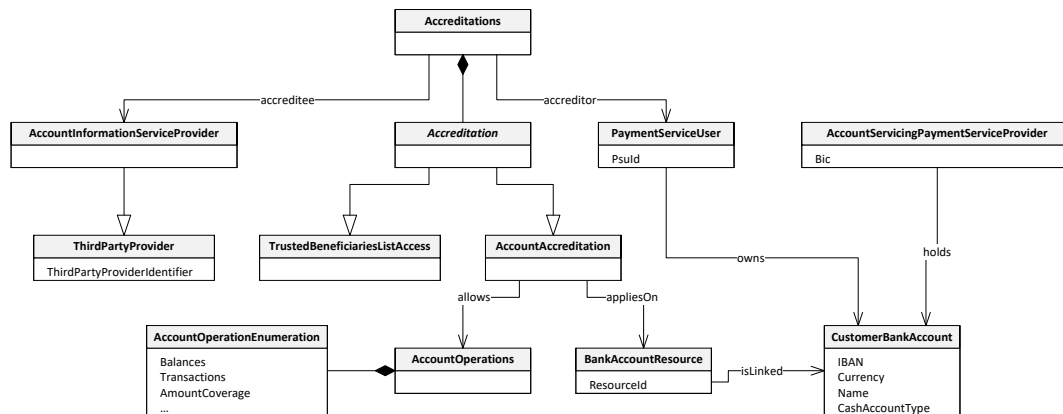 Accreditations
accreditee
accreditor
AccountInformationServiceProvider
Accreditation
PaymentServiceUser
PsuId
AccountServicingPaymentServiceProvider
Bic
ThirdPartyProvider
ThirdPartyProviderIdentifier
TrustedBeneficiariesListAccess
AccountAccreditation
owns
holds
allows
appliesOn
AccountOperationEnumeration
Balances
Transactions
AmountCoverage
...
AccountOperations
BankAccountResource
ResourceId
isLinked
CustomerBankAccount
IBAN
Currency
Name
CashAccountType